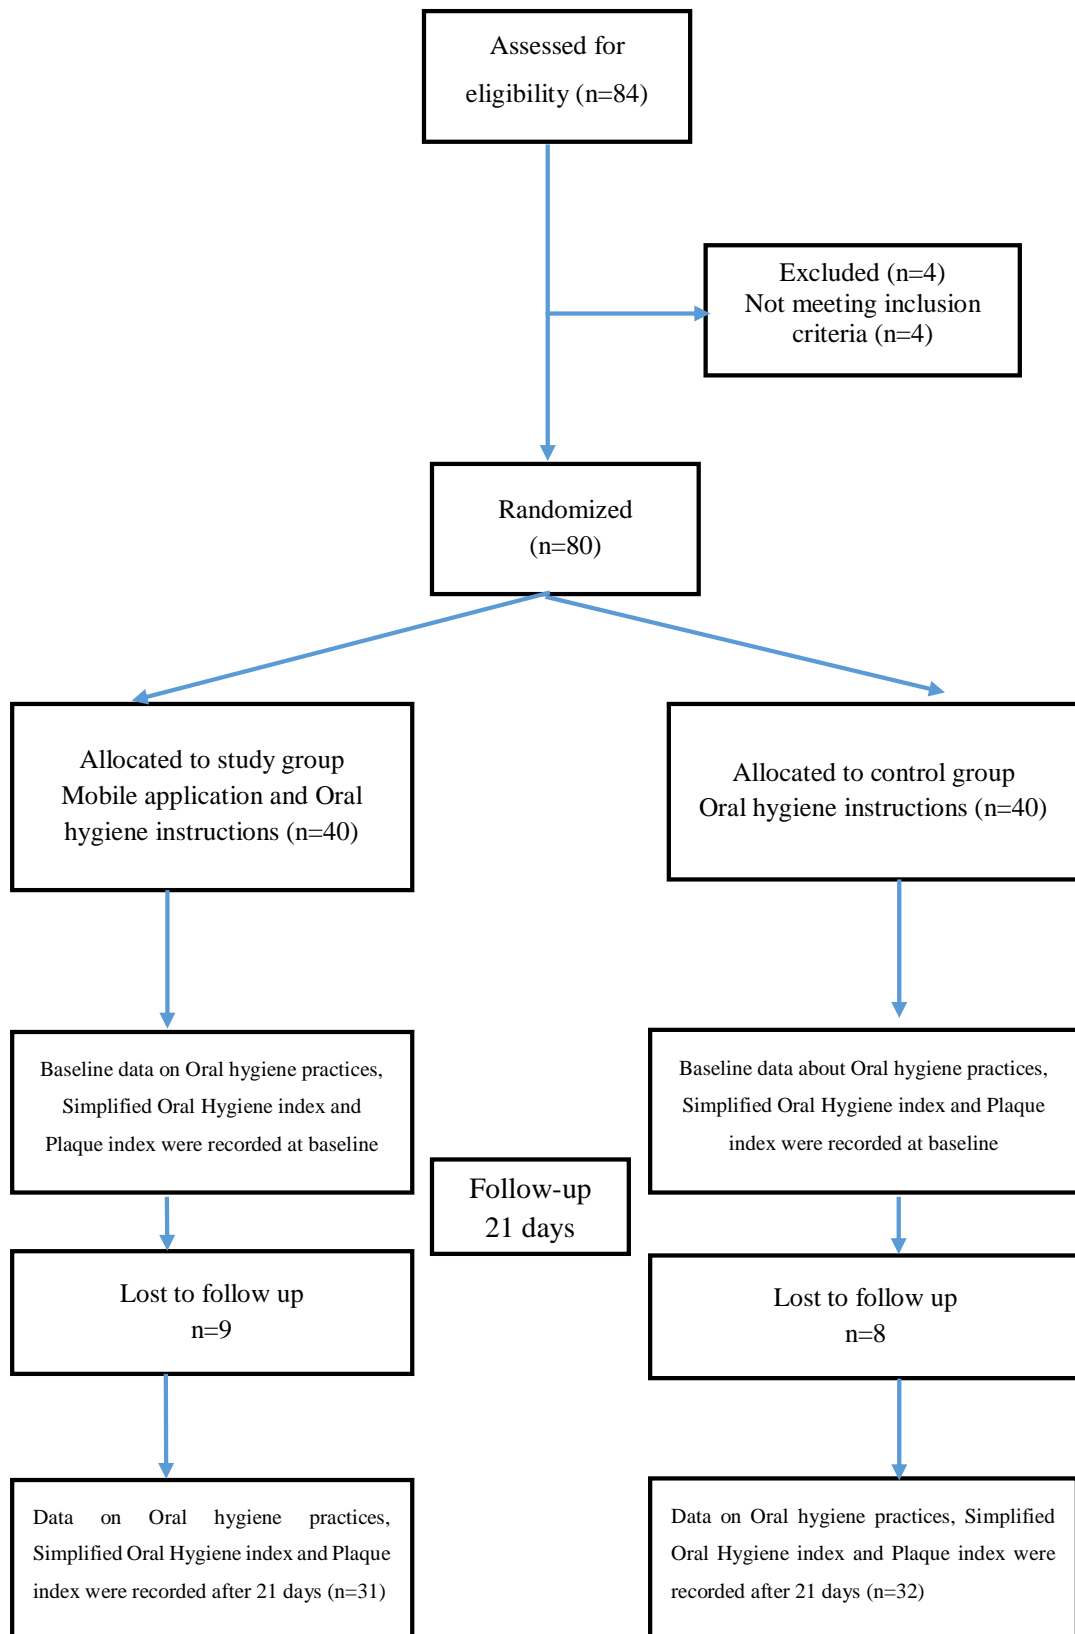 Assessed for
eligibility (n=84)
Excluded (n=4)
Not meeting inclusion
criteria (n=4)
Randomized
(n=80)
Allocated to study group
Mobile application and Oral
hygiene instructions (n=40)
Allocated to control group
Oral hygiene instructions (n=40)
Baseline data on Oral hygiene practices,
Simplified Oral Hygiene index and
Plaque index were recorded at baseline
Baseline data about Oral hygiene practices,
Simplified Oral Hygiene index and Plaque
index were recorded at baseline
Follow-up
21 days
Lost to follow up
n=9
Lost to follow up
n=8
Data on Oral hygiene practices,
Simplified Oral Hygiene index and Plaque
index were recorded after 21 days (n=31)
Data on Oral hygiene practices, Simplified
Oral Hygiene index and Plaque index were
recorded after 21 days (n=32)